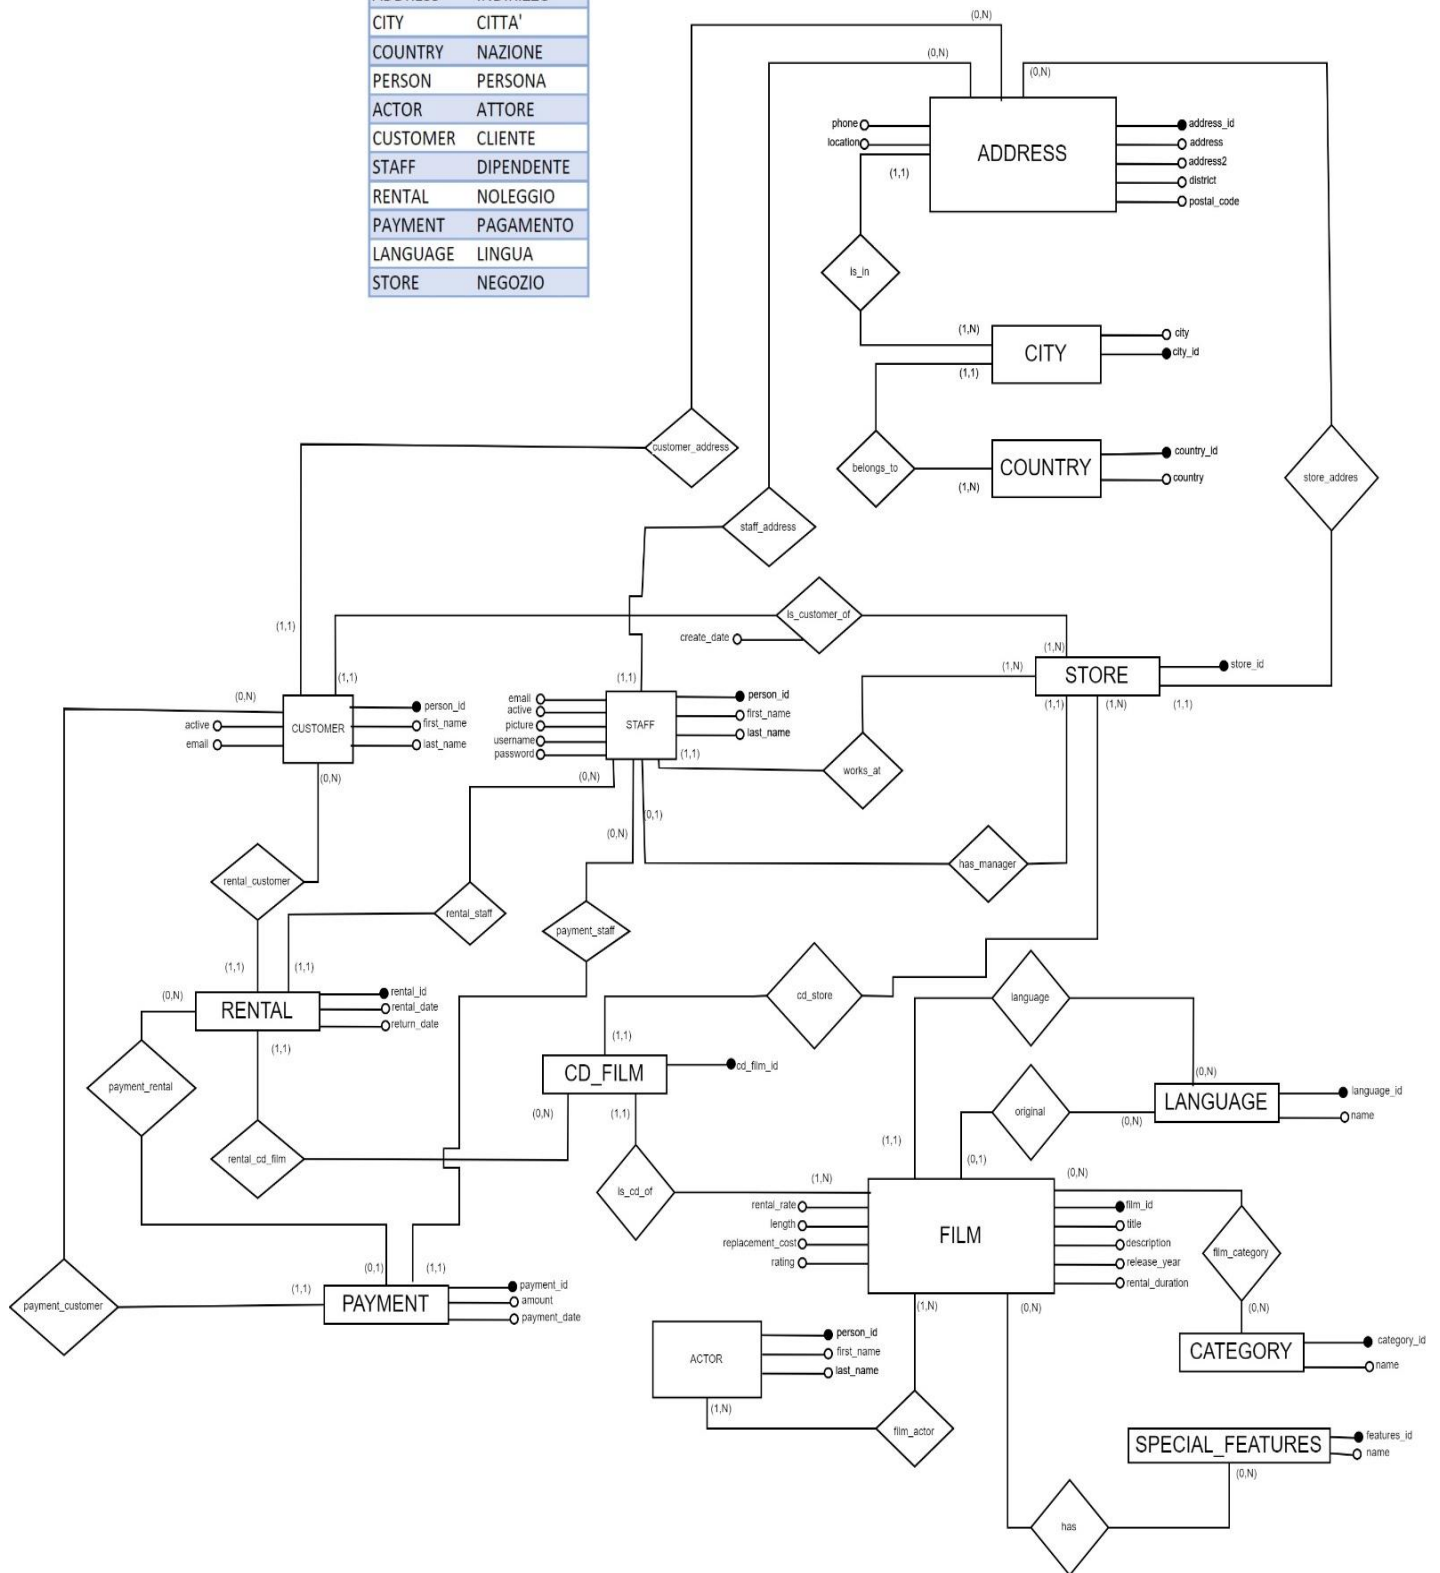 ADDRESS INDIRIZZO
CITY CITTA'
COUNTRY NAZIONE
PERSON PERSONA
ACTOR ATTORE
CUSTOMER CLIENTE
STAFF DIPENDENTE
RENTAL NOLEGGIO
PAYMENT PAGAMENTO
LANGUAGE LINGUA
STORE NEGOZIO
(0,N)
(0,N)
(0,N)
phone
location
(1,1)
ADDRESS
address_id
address
address2
district
postal_code
is_in
(1,N)
CITY
city
city_id
(1,1)
customer_address
belongs_to
(1,N)
COUNTRY
country_id
country
store_addres
staff_address
is_customer_of
create_date
(1,1)
(1,N)
(1,N)
STORE
store_id
(1,1)
(1,N)
(1,1)
(0,N)
(1,1)
(1,1)
active
email
CUSTOMER
person_id
first_name
last_name
(0,N)
email
active
picture
username
password
STAFF
person_id
first_name
last_name
(1,1)
works_at
(0,N)
(0,1)
(0,N)
has_manager
rental_customer
rental_staff
payment_staff
(1,1)
(1,1)
(0,N)
RENTAL
rental_id
rental_date
return_date
(1,1)
cd_store
language
(1,1)
CD_FILM
cd_film_id
(0,N)
(1,1)
payment_rental
rental_cd_film
is_cd_of
(1,N)
original
(0,N)
LANGUAGE
language_id
name
(0,N)
(1,1)
(0,1)
(0,N)
rental_rate
length
replacement_cost
rating
FILM
film_id
title
description
release_year
rental_duration
film_category
(0,1)
(1,1)
(1,1)
payment_customer
PAYMENT
payment_id
amount
payment_date
(1,N)
(0,N)
(0,N)
ACTOR
person_id
first_name
last_name
(1,N)
film_actor
CATEGORY
category_id
name
SPECIAL_FEATURES
features_id
name
(0,N)
has